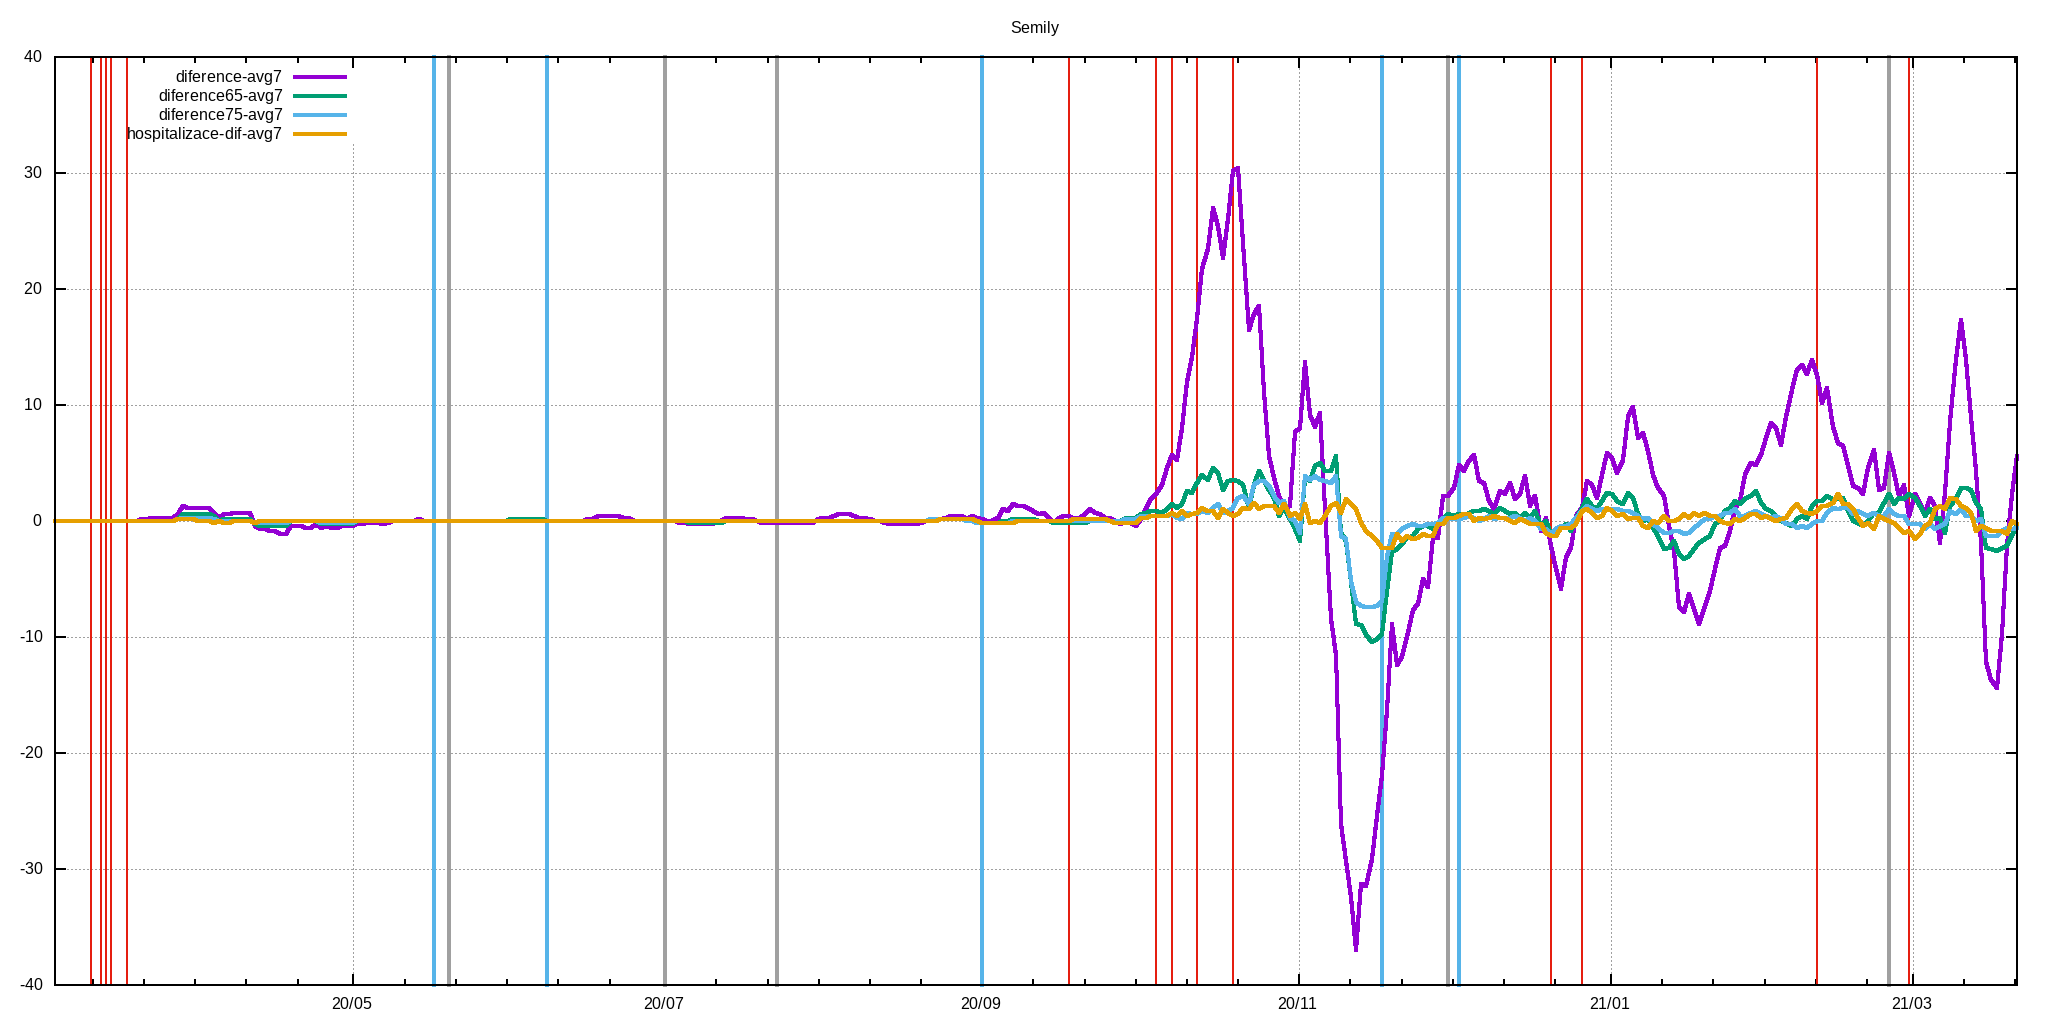 Semily
40
diference-avg7
diference65-avg7
diference75-avg7
hospitalizace-dif-avg7
30
20
10
0
-10
-20
-30
-40
20/05 20/07 20/09 20/11 21/01 21/03